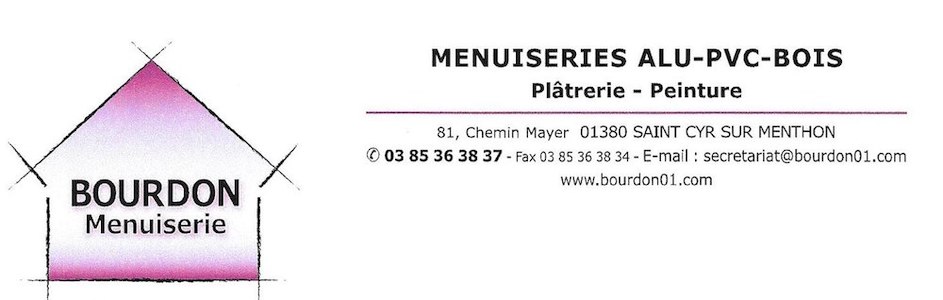 BOURDON
Menuiserie
MENUISERIES ALU-PVC-BOIS
Plâtrerie - Peinture
81, Chemin Mayer 01380 SAINT CYR SUR MENTHON
✆ 03 85 36 38 37 - Fax 03 85 36 38 34 - E-mail : secretariat@bourdon01.com
www.bourdon01.com